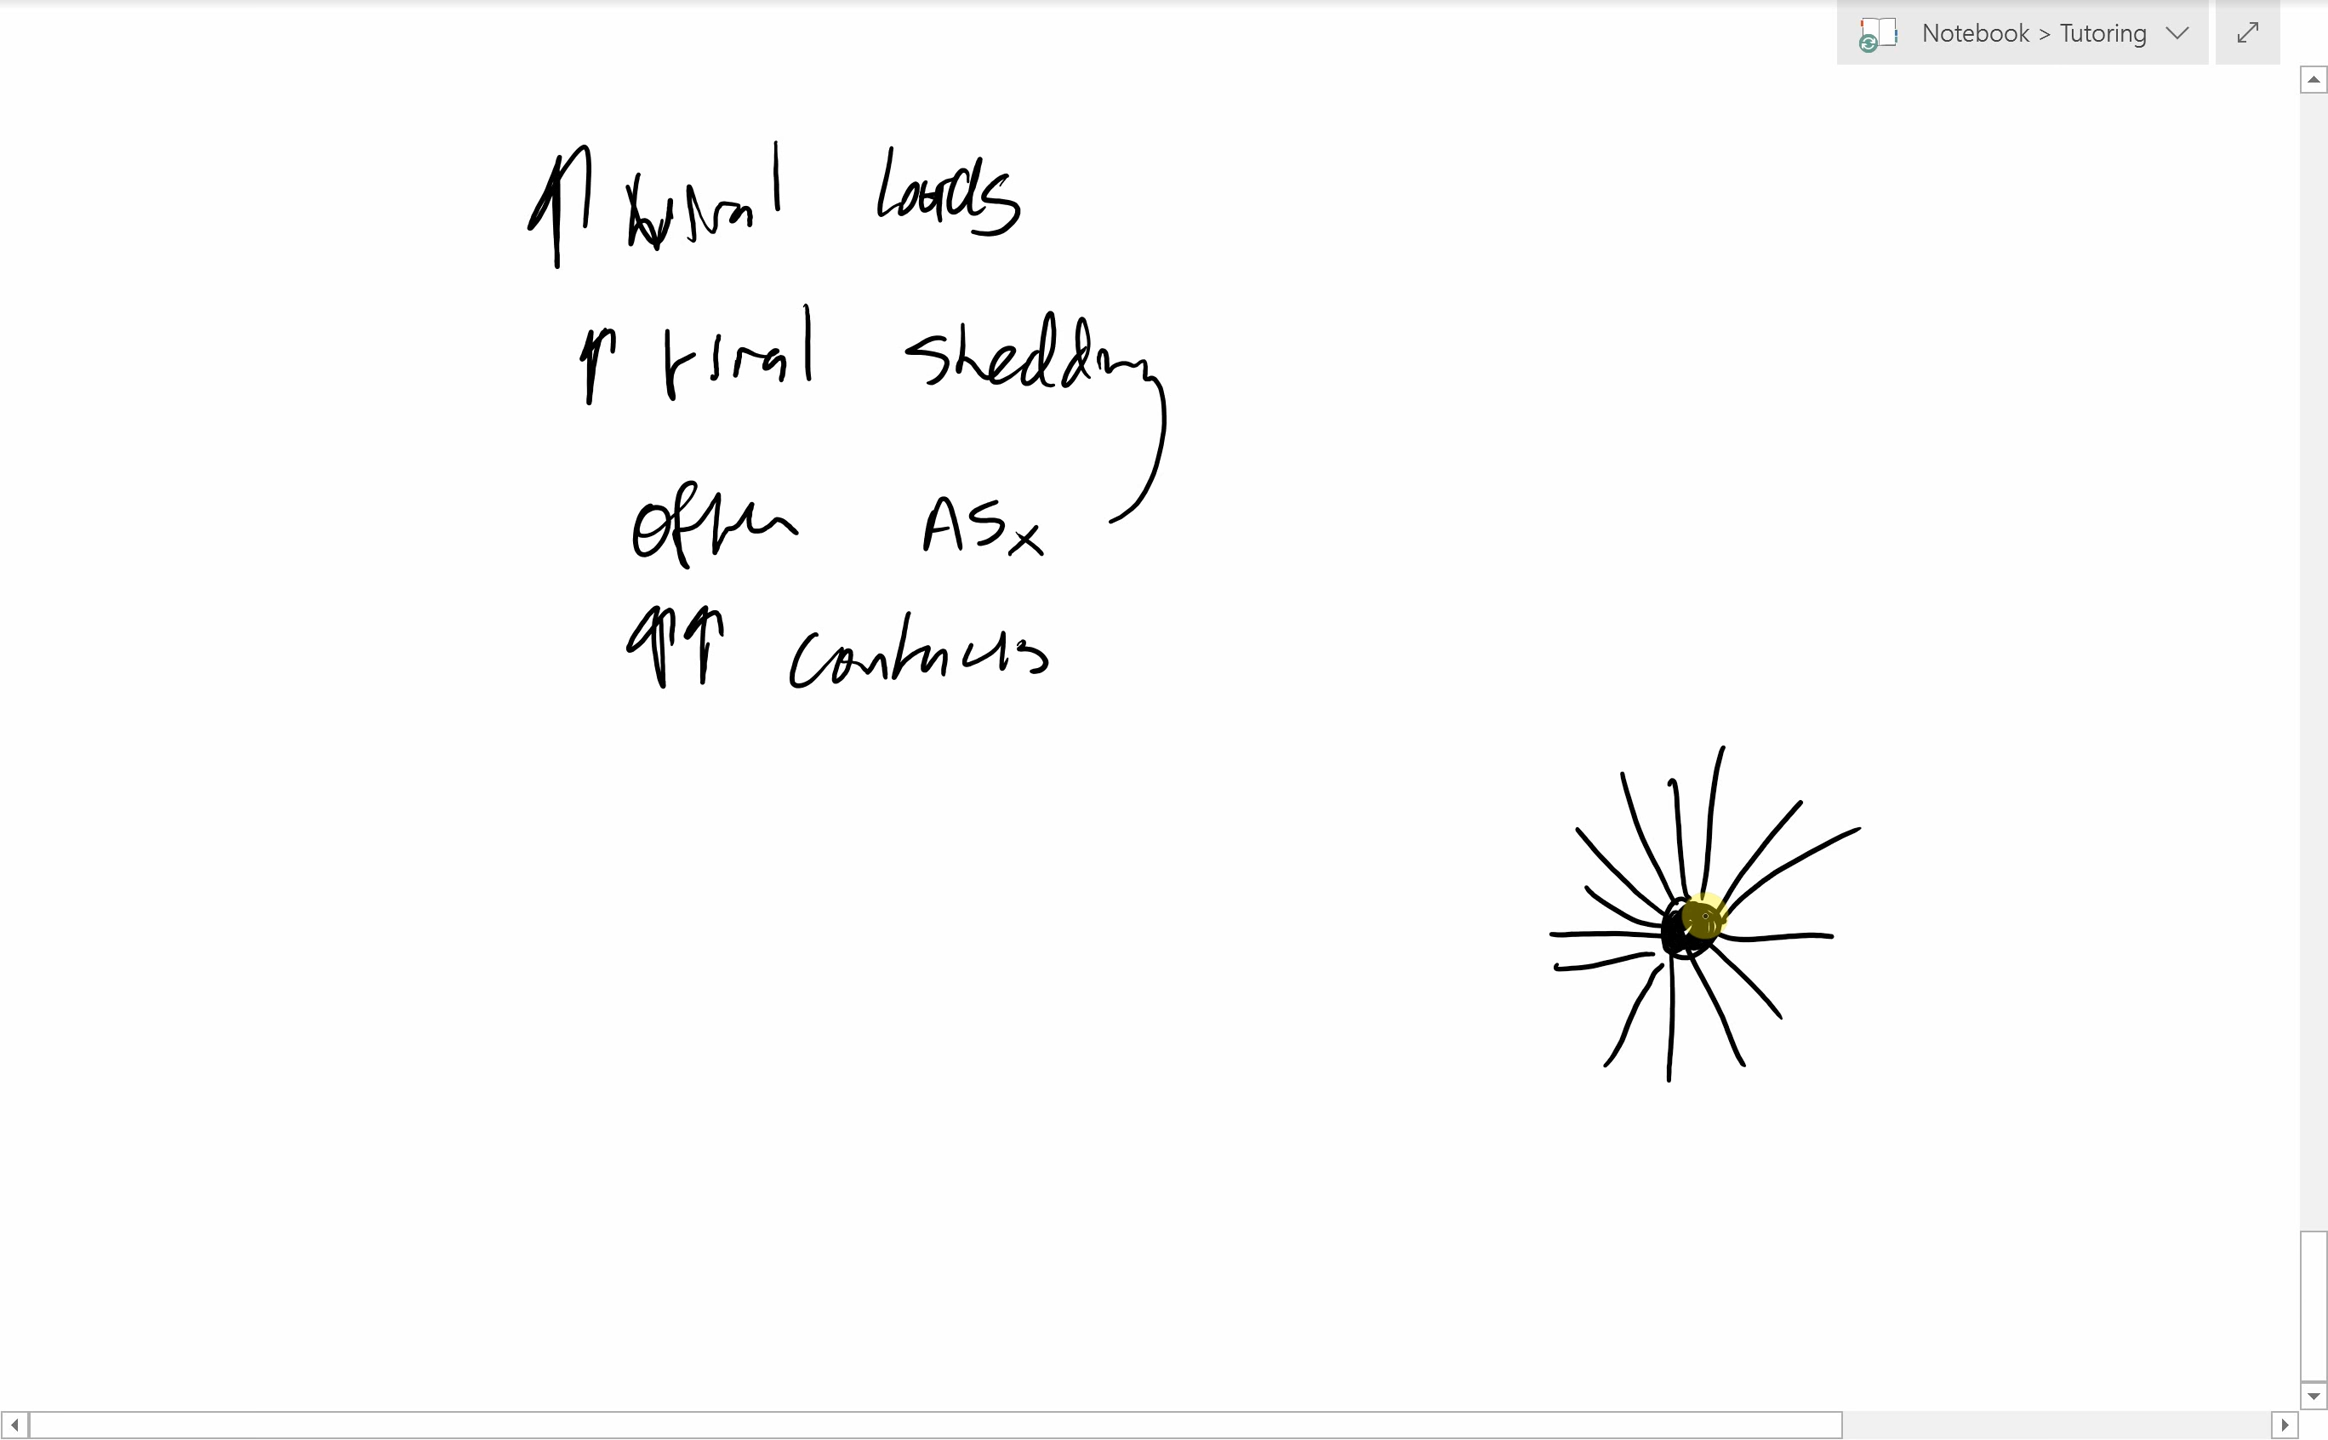 Notebook > Tutoring
↑ viral loads
↑ viral shedding
often ASx
↑↑ contacts